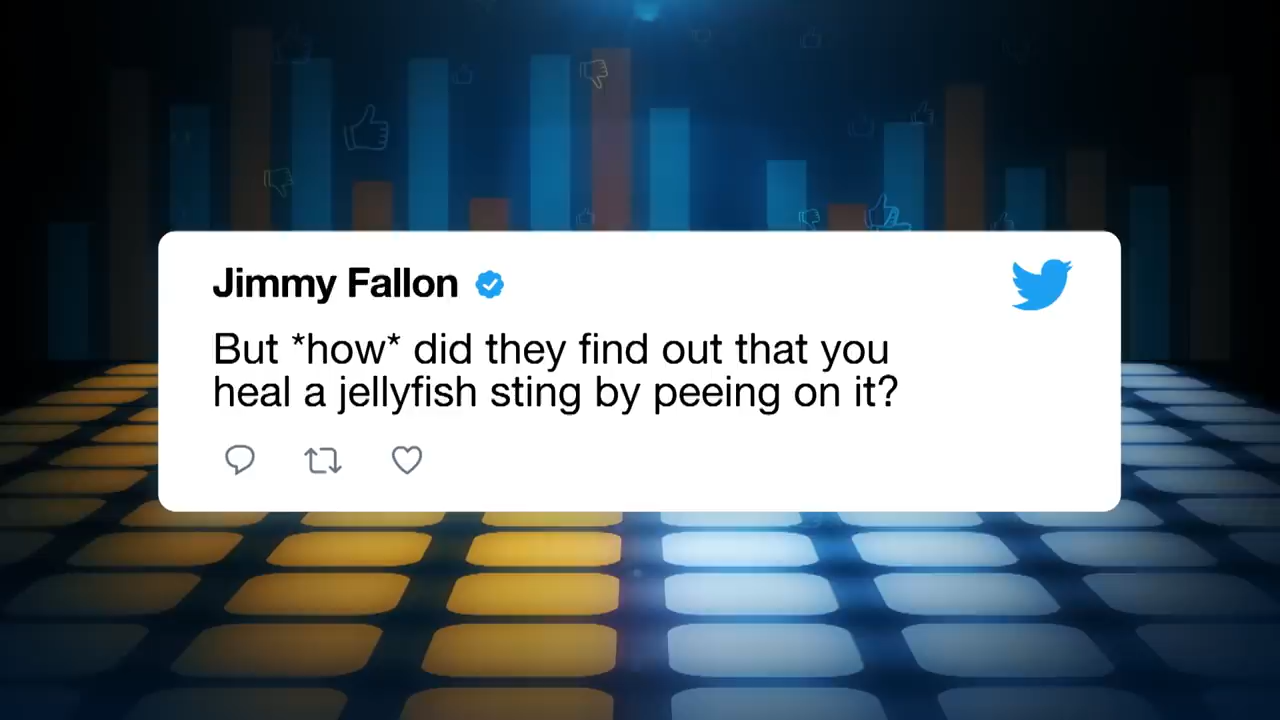 Jimmy Fallon
But *how* did they find out that you
heal a jellyfish sting by peeing on it?